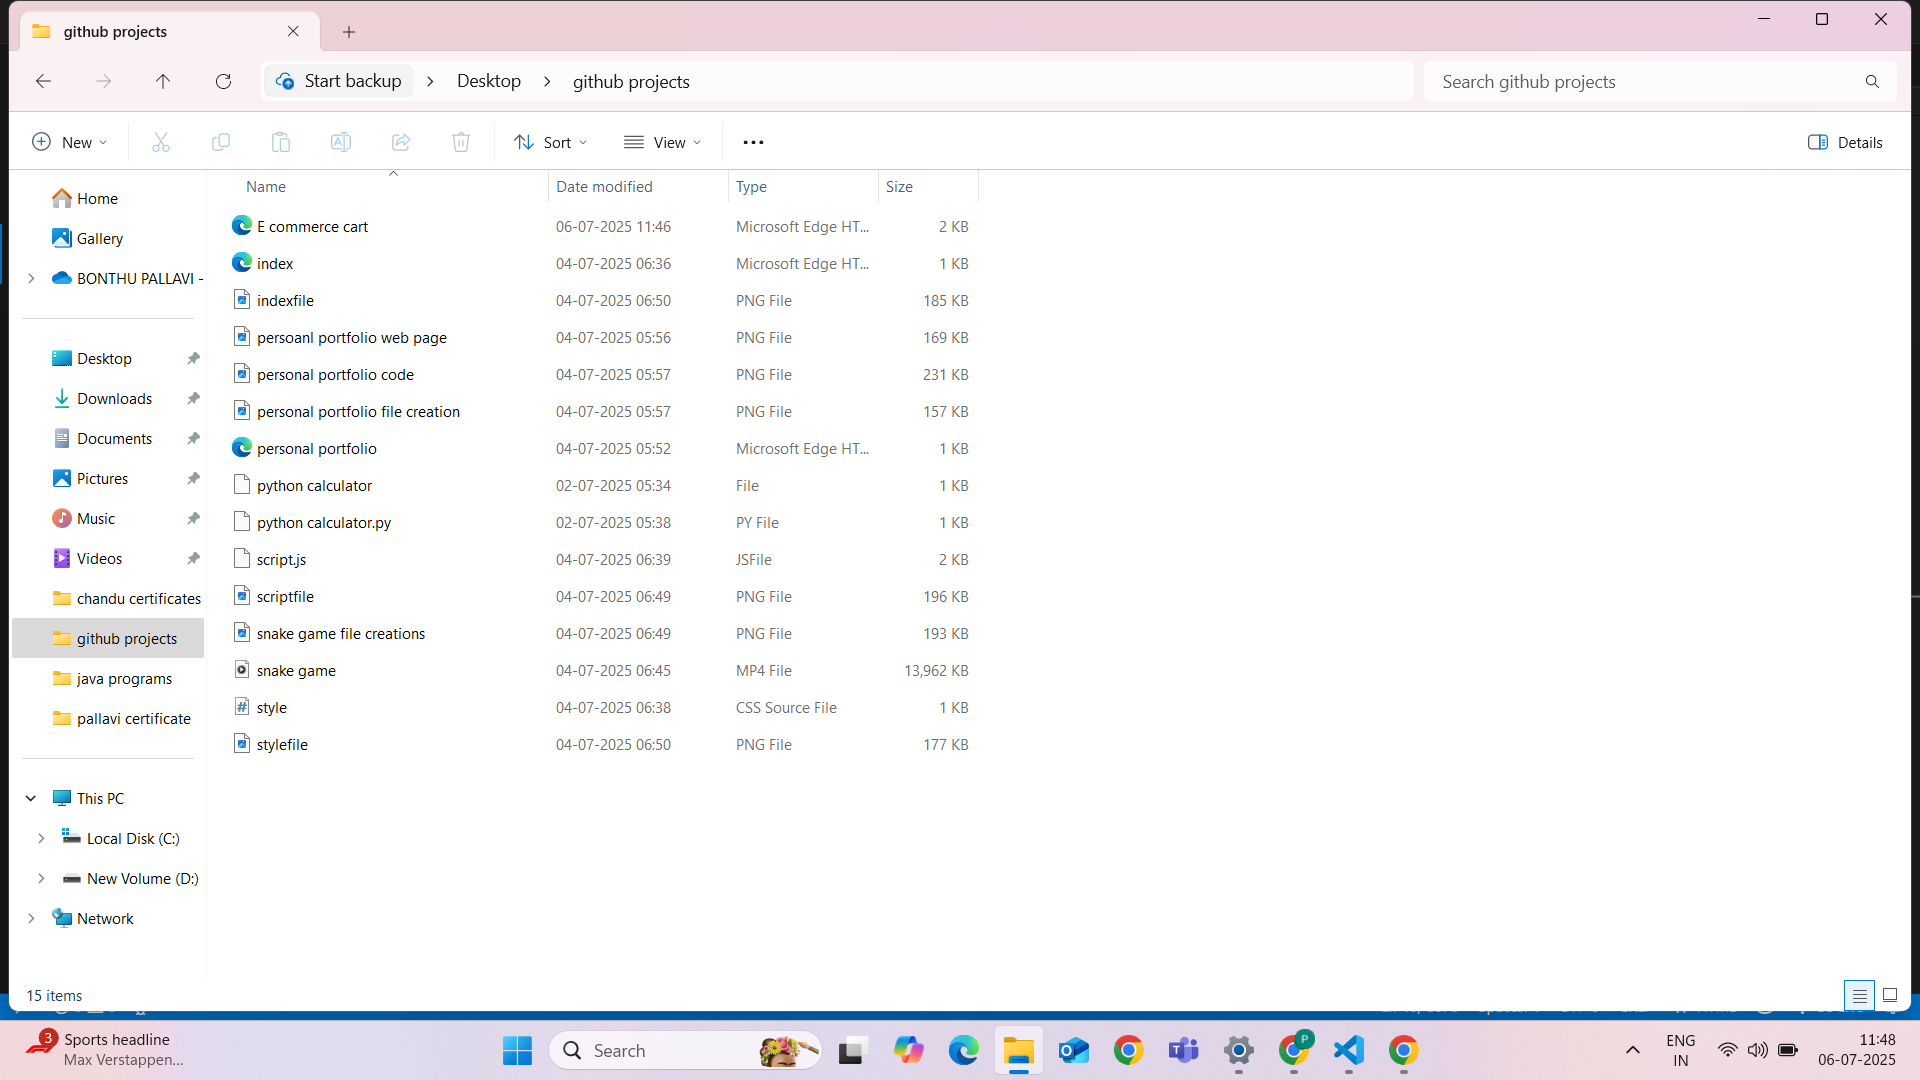 github projects
Start backup > Desktop > github projects
Search github projects
New
Sort
View
Details
Home
Gallery
BONTHU PALLAVI -
Desktop
Downloads
Documents
Pictures
Music
Videos
chandu certificates
github projects
java programs
pallavi certificate
This PC
Local Disk (C:)
New Volume (D:)
Network
Name Date modified Type Size
E commerce cart 06-07-2025 11:46 Microsoft Edge HT... 2 KB
index 04-07-2025 06:36 Microsoft Edge HT... 1 KB
indexfile 04-07-2025 06:50 PNG File 185 KB
persoanl portfolio web page 04-07-2025 05:56 PNG File 169 KB
personal portfolio code 04-07-2025 05:57 PNG File 231 KB
personal portfolio file creation 04-07-2025 05:57 PNG File 157 KB
personal portfolio 04-07-2025 05:52 Microsoft Edge HT... 1 KB
python calculator 02-07-2025 05:34 File 1 KB
python calculator.py 02-07-2025 05:38 PY File 1 KB
script.js 04-07-2025 06:39 JSFile 2 KB
scriptfile 04-07-2025 06:49 PNG File 196 KB
snake game file creations 04-07-2025 06:49 PNG File 193 KB
snake game 04-07-2025 06:45 MP4 File 13,962 KB
style 04-07-2025 06:38 CSS Source File 1 KB
stylefile 04-07-2025 06:50 PNG File 177 KB
15 items
3
Sports headline
Max Verstappen...
Search
P
ENG
IN
11:48
06-07-2025